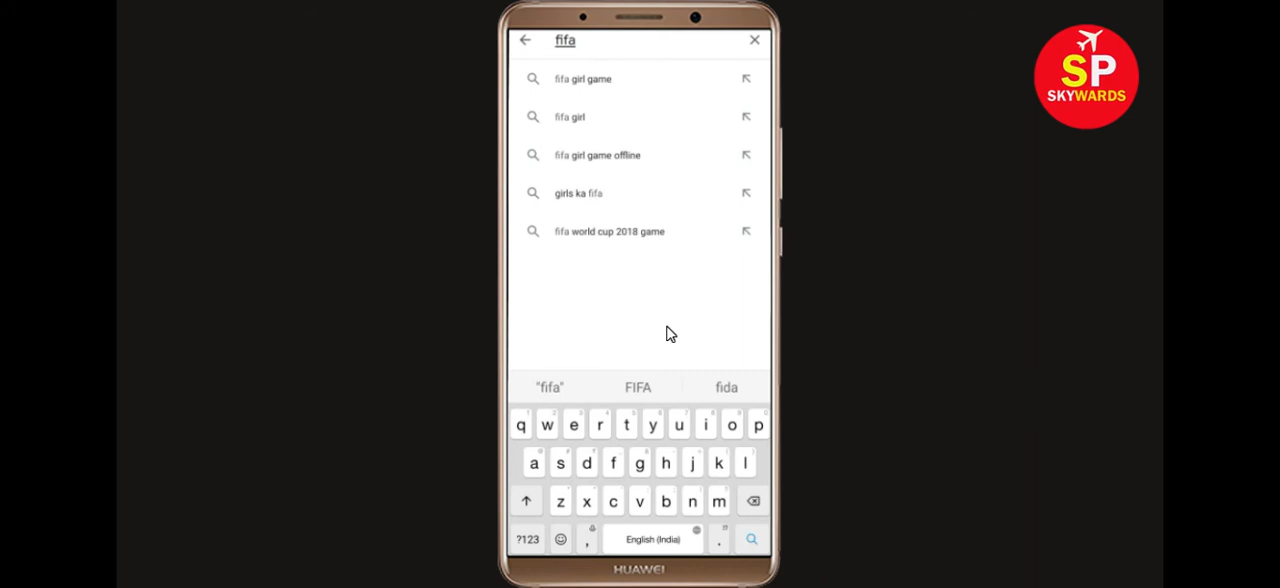 fifa
SP
SKYWARDS
fifa girl game
fifa girl
fifa girl game offline
girls ka fifa
fifa world cup 2018 game
"fifa" FIFA fida
q w e r t y u i o p
a s d f g h j k l
z x c v b n m
?123 , English (India) .
HUAWEI